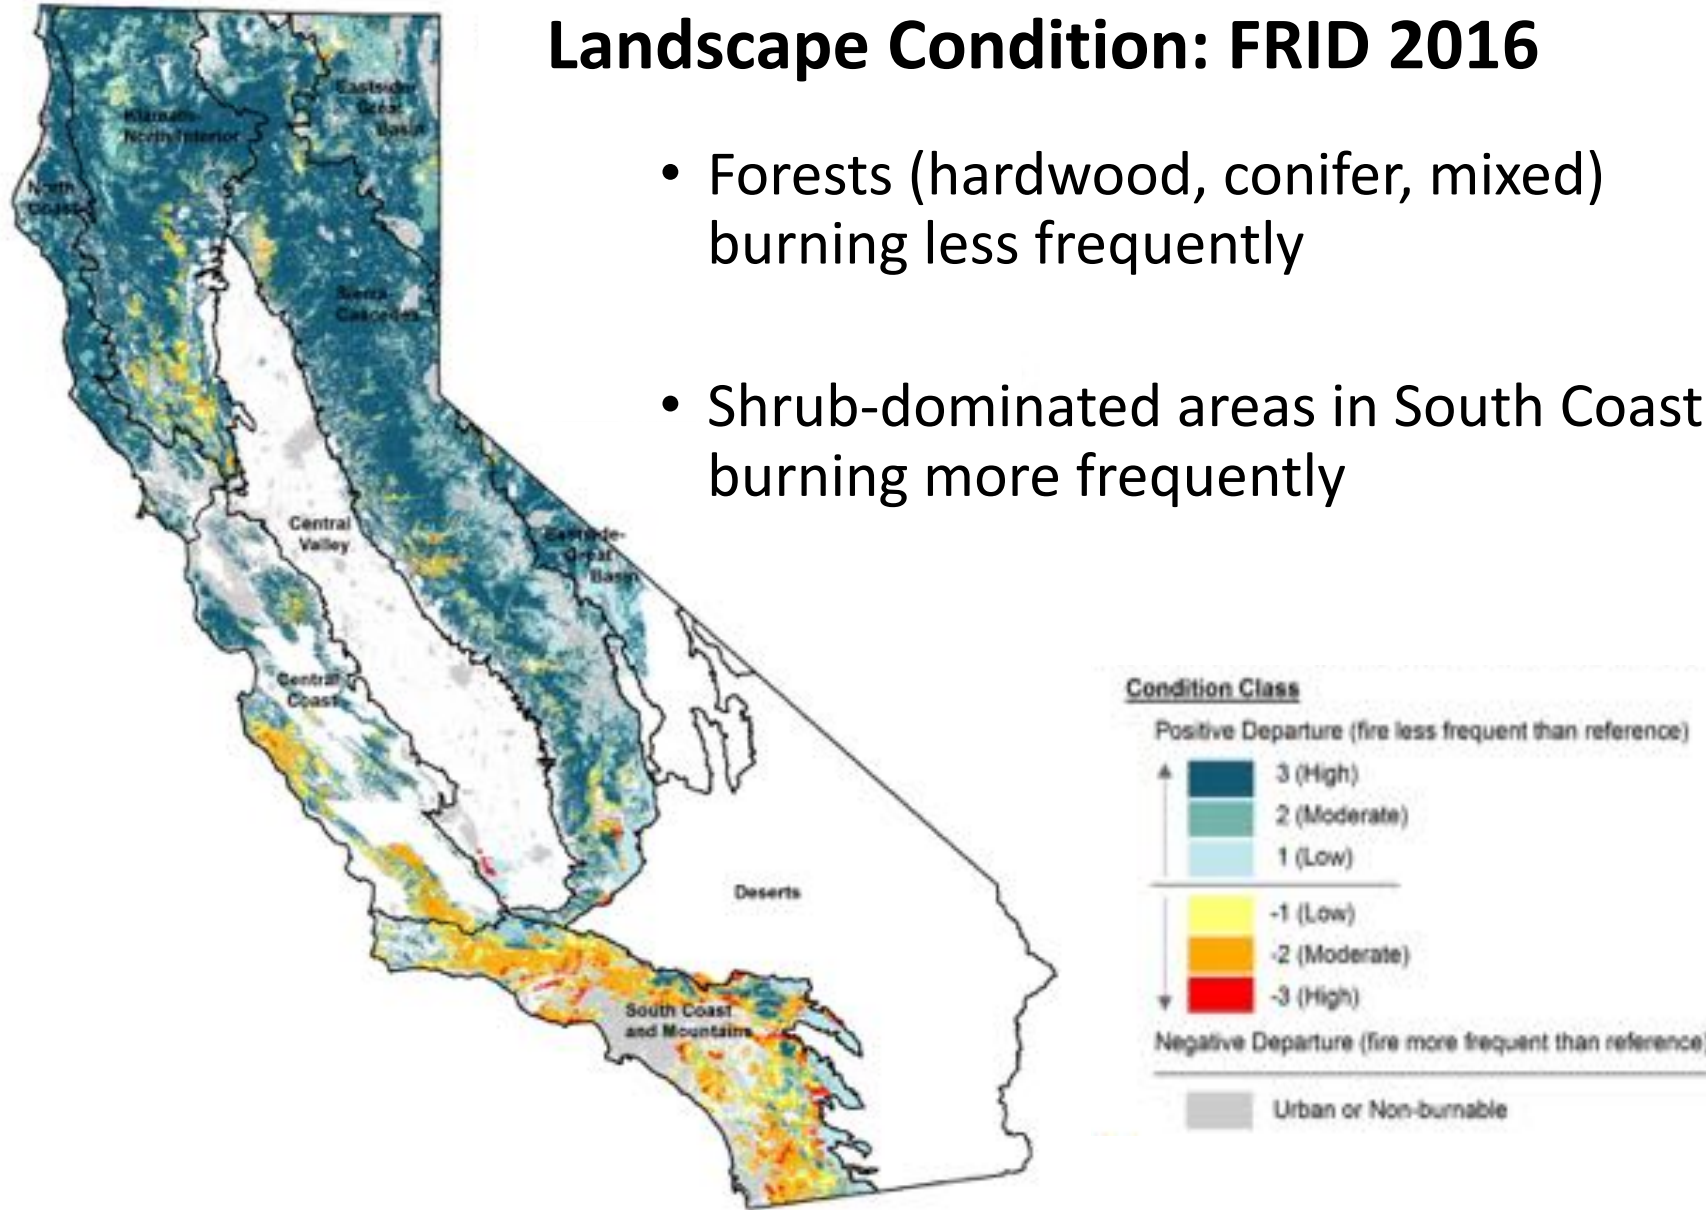 Landscape Condition: FRID 2016
• Forests (hardwood, conifer, mixed)
burning less frequently
• Shrub-dominated areas in South Coast
burning more frequently
Eastside-
Great
Basin
Klamath-
North Interior
North
Coast
Sierra
Cascades
Central
Valley
Eastside-
Great
Basin
Central
Coast
Deserts
South Coast
and Mountains
Condition Class
Positive Departure (fire less frequent than reference)
3 (High)
2 (Moderate)
1 (Low)
-1 (Low)
-2 (Moderate)
-3 (High)
Negative Departure (fire more frequent than reference)
Urban or Non-burnable